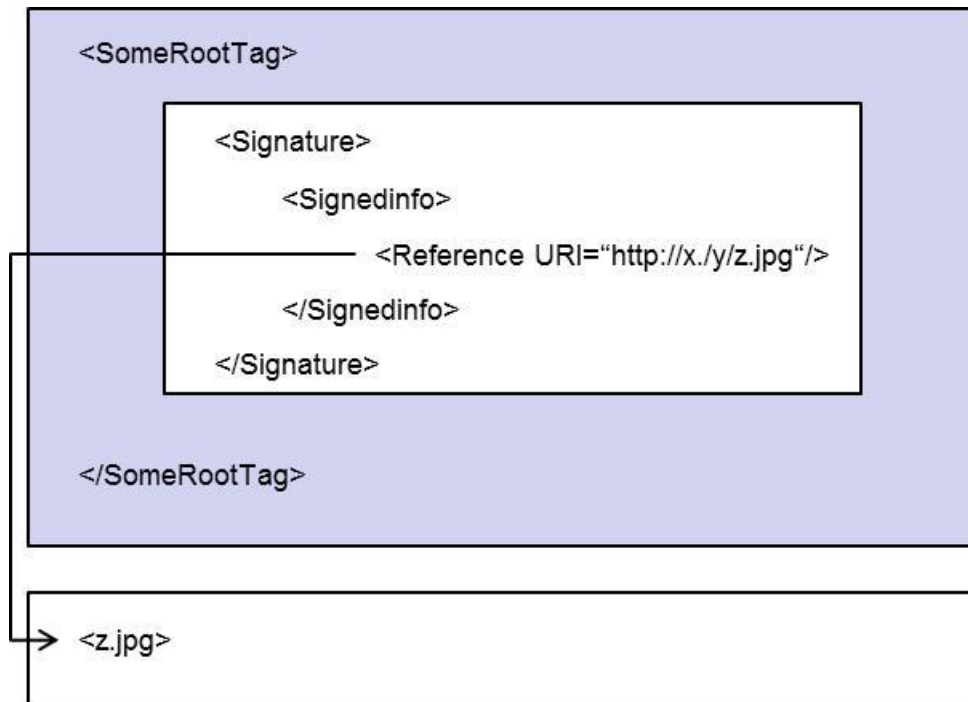 <SomeRootTag>
<Signature>
<Signedinfo>
<Reference URI=“http://x./y/z.jpg“/>
</Signedinfo>
</Signature>
</SomeRootTag>
<z.jpg>